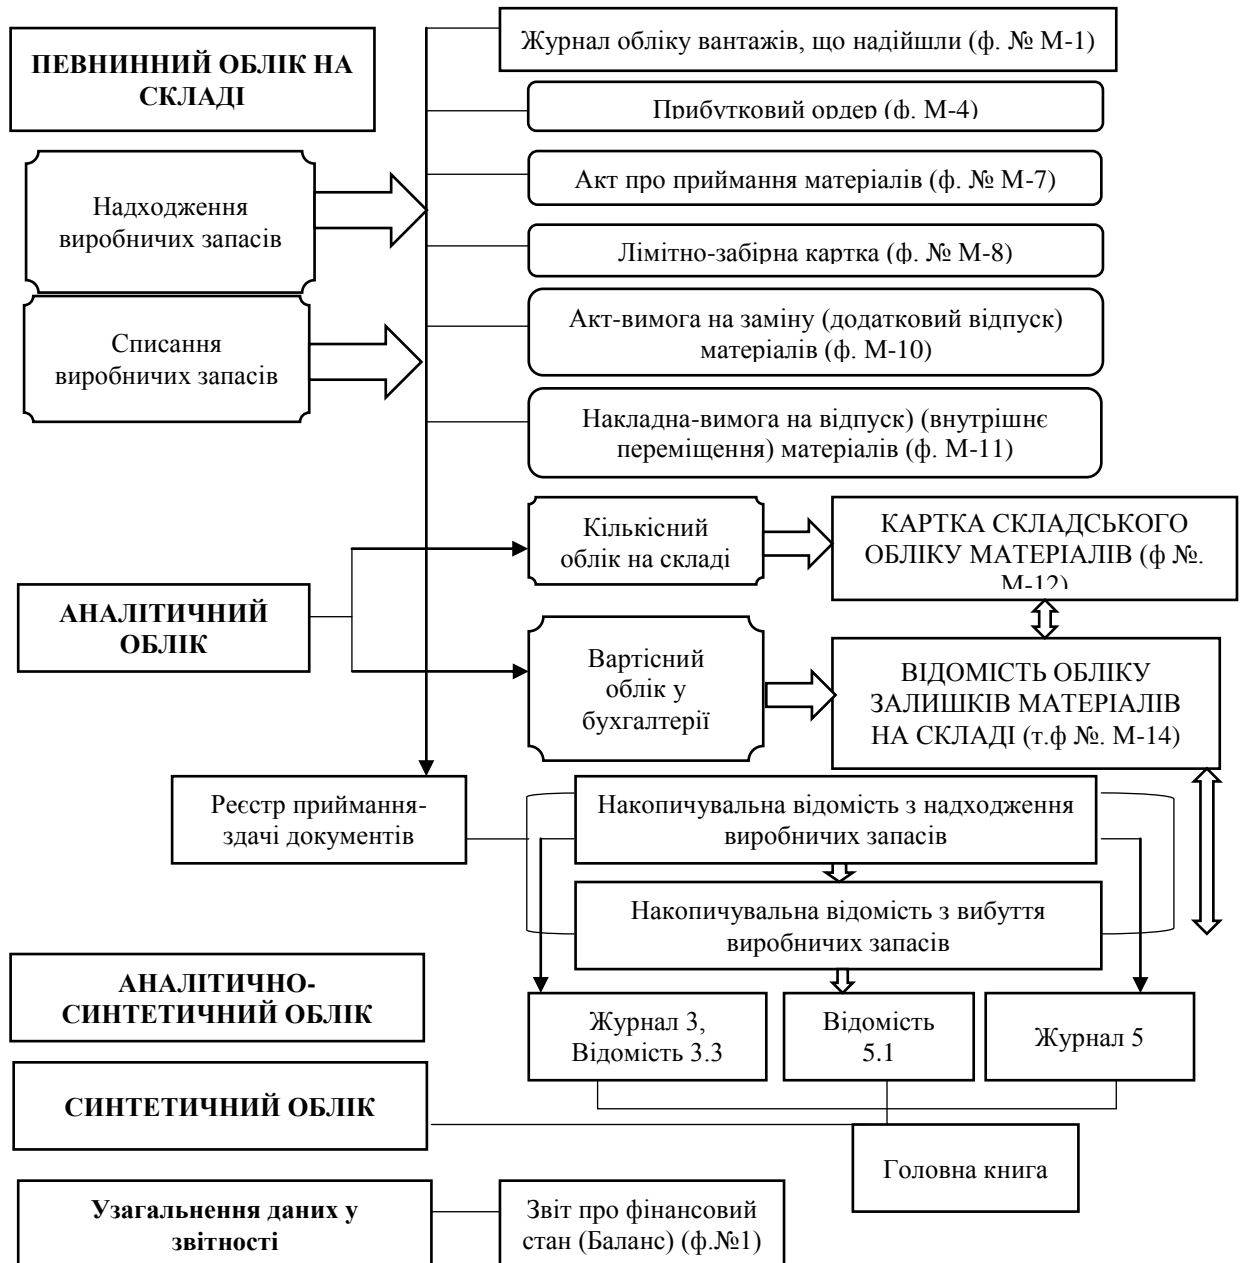 Журнал обліку вантажів, що надійшли (ф. № М-1)
ПЕВНИННИЙ ОБЛІК НА
СКЛАДІ
Прибутковий ордер (ф. М-4)
Акт про приймання матеріалів (ф. № М-7)
Надходження
виробничих запасів
Лімітно-забірна картка (ф. № М-8)
Списання
виробничих запасів
Акт-вимога на заміну (додатковий відпуск)
матеріалів (ф. М-10)
Накладна-вимога на відпуск) (внутрішнє
переміщення) матеріалів (ф. М-11)
АНАЛІТИЧНИЙ
ОБЛІК
Кількісний
облік на складі
КАРТКА СКЛАДСЬКОГО
ОБЛІКУ МАТЕРІАЛІВ (ф №.
М-12)
Вартісний
облік у
бухгалтерії
ВІДОМІСТЬ ОБЛІКУ
ЗАЛИШКІВ МАТЕРІАЛІВ
НА СКЛАДІ (т.ф №. М-14)
Реєстр приймання-
здачі документів
Накопичувальна відомість з надходження
виробничих запасів
Накопичувальна відомість з вибуття
виробничих запасів
АНАЛІТИЧНО-
СИНТЕТИЧНИЙ ОБЛІК
Журнал 3,
Відомість 3.3
Відомість
5.1
Журнал 5
СИНТЕТИЧНИЙ ОБЛІК
Головна книга
Узагальнення даних у
звітності
Звіт про фінансовий
стан (Баланс) (ф.№1)